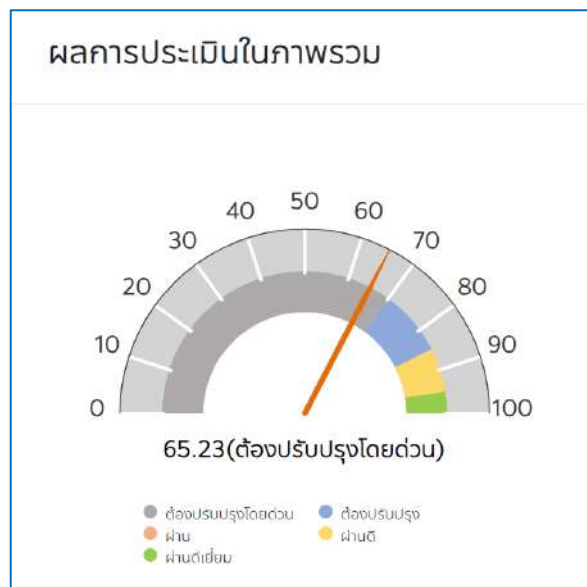 ผลการประเมินในภาพรวม
50
40
60
30
70
20
80
10
90
0
100
65.23(ต้องปรับปรุงโดยด่วน)
ต้องปรับปรุงโดยด่วน ต้องปรับปรุง
ผ่าน ผ่านดี
ผ่านดีเยี่ยม